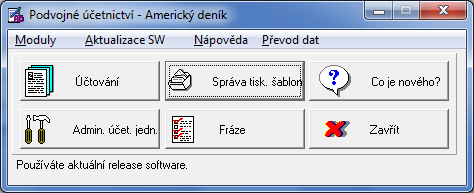 Podvojné účetnictví - Americký deník
Moduly Aktualizace SW Nápověda Převod dat
Účtování Správa tisk. šablon Co je nového?
Admin. účet. jedn. Fráze Zavřít
Používáte aktuální release software.